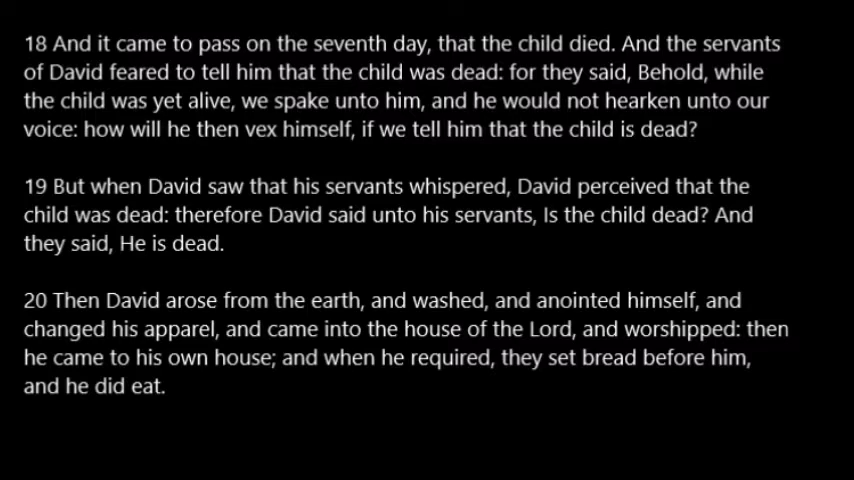 18 And it came to pass on the seventh day, that the child died. And the servants
of David feared to tell him that the child was dead: for they said, Behold, while
the child was yet alive, we spake unto him, and he would not hearken unto our
voice: how will he then vex himself, if we tell him that the child is dead?
19 But when David saw that his servants whispered, David perceived that the
child was dead: therefore David said unto his servants, Is the child dead? And
they said, He is dead.
20 Then David arose from the earth, and washed, and anointed himself, and
changed his apparel, and came into the house of the Lord, and worshipped: then
he came to his own house; and when he required, they set bread before him,
and he did eat.